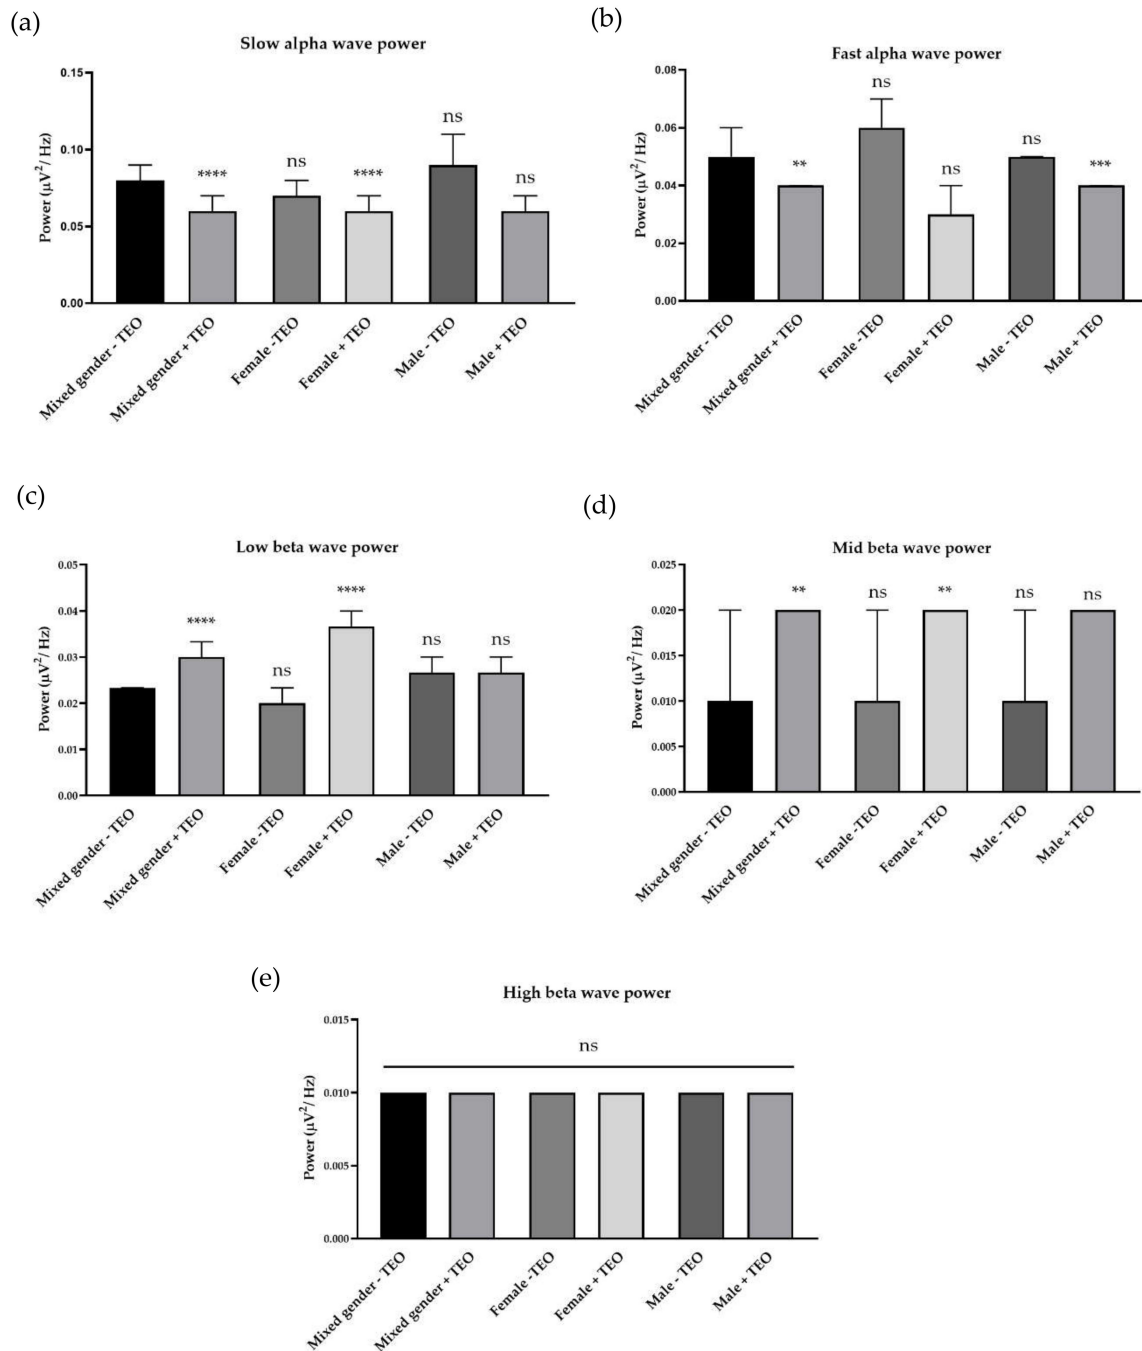 (a)
Slow alpha wave power
Power (μV²/ Hz)
0.15
0.10
0.05
0.00
****
ns
****
ns
ns
Mixed gender - TEO
Mixed gender + TEO
Female -TEO
Female + TEO
Male - TEO
Male + TEO
(b)
Fast alpha wave power
Power (μV²/ Hz)
0.08
0.06
0.04
0.02
0.00
**
ns
ns
ns
***
Mixed gender - TEO
Mixed gender + TEO
Female -TEO
Female + TEO
Male - TEO
Male + TEO
(c)
Low beta wave power
Power (μV²/ Hz)
0.05
0.04
0.03
0.02
0.01
0.00
****
ns
****
ns
ns
Mixed gender - TEO
Mixed gender + TEO
Female -TEO
Female + TEO
Male - TEO
Male + TEO
(d)
Mid beta wave power
Power (μV²/ Hz)
0.025
0.020
0.015
0.010
0.005
0.000
**
ns
**
ns
ns
Mixed gender - TEO
Mixed gender + TEO
Female -TEO
Female + TEO
Male - TEO
Male + TEO
(e)
High beta wave power
Power (μV²/ Hz)
0.015
0.010
0.005
0.000
ns
Mixed gender - TEO
Mixed gender + TEO
Female -TEO
Female + TEO
Male - TEO
Male + TEO